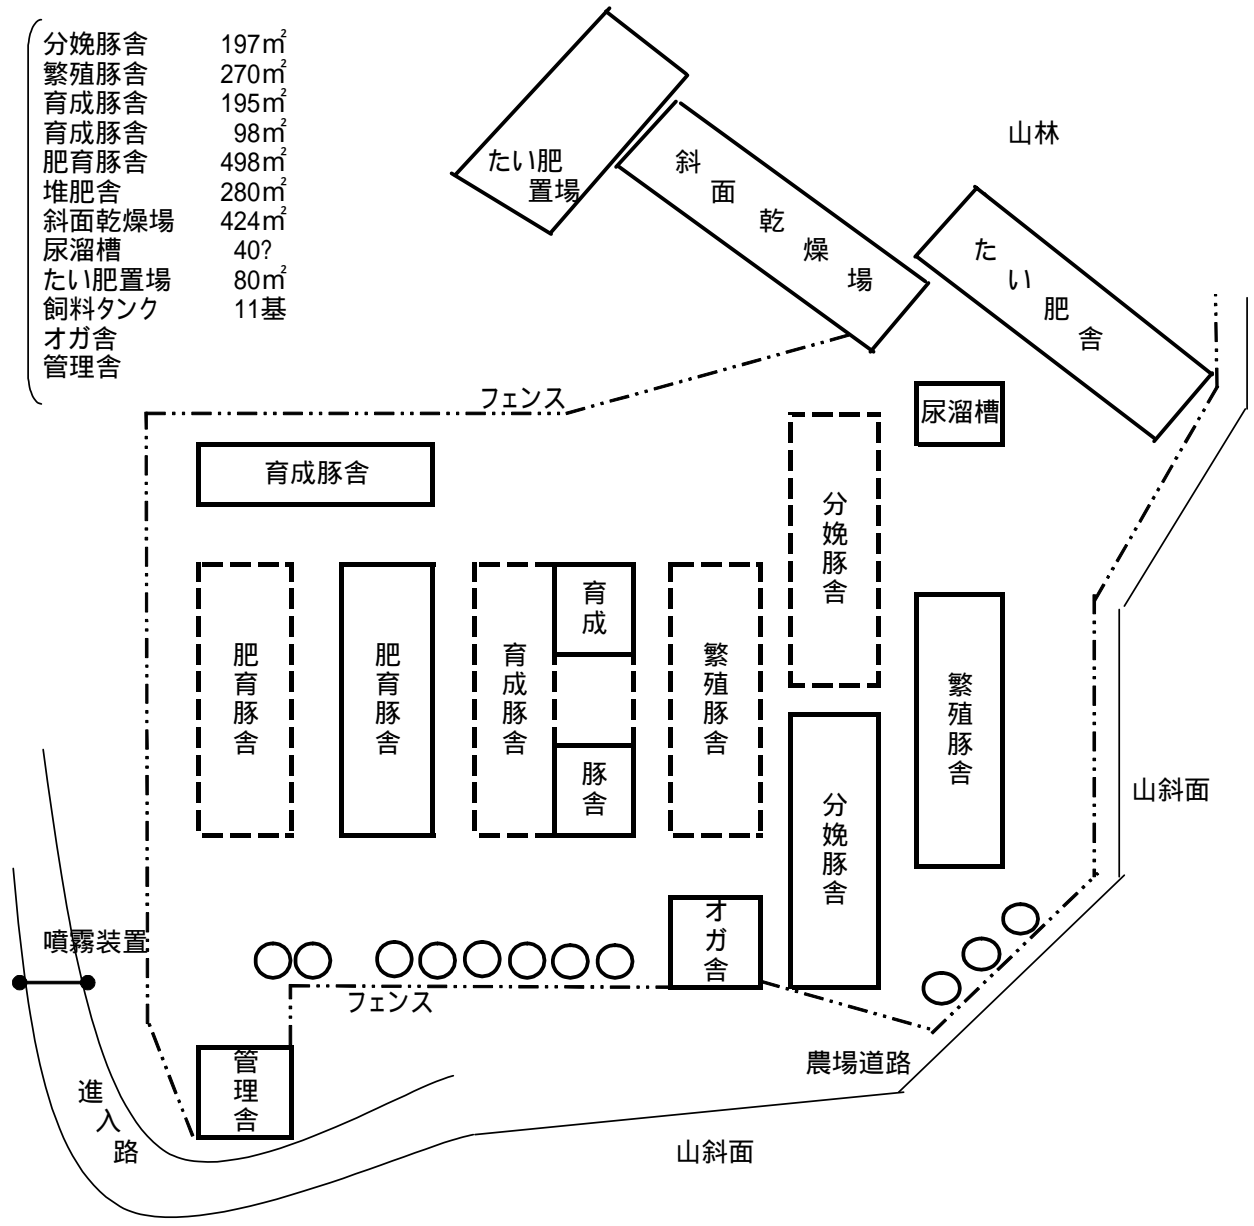 分娩豚舎 197㎡
繁殖豚舎 270㎡
育成豚舎 195㎡
育成豚舎 98㎡
肥育豚舎 498㎡
堆肥舎 280㎡
斜面乾燥場 424㎡
尿溜槽 40?
たい肥置場 80㎡
飼料タンク 11基
オガ舎
管理舎
たい肥
置場
斜面乾燥場
山林
たい肥舎
フェンス
尿溜槽
育成豚舎
分娩豚舎
肥育豚舎
肥育豚舎
育成豚舎
育成
豚舎
繁殖豚舎
繁殖豚舎
分娩豚舎
山斜面
オガ舎
噴霧装置
フェンス
管理舎
農場道路
進入路
山斜面